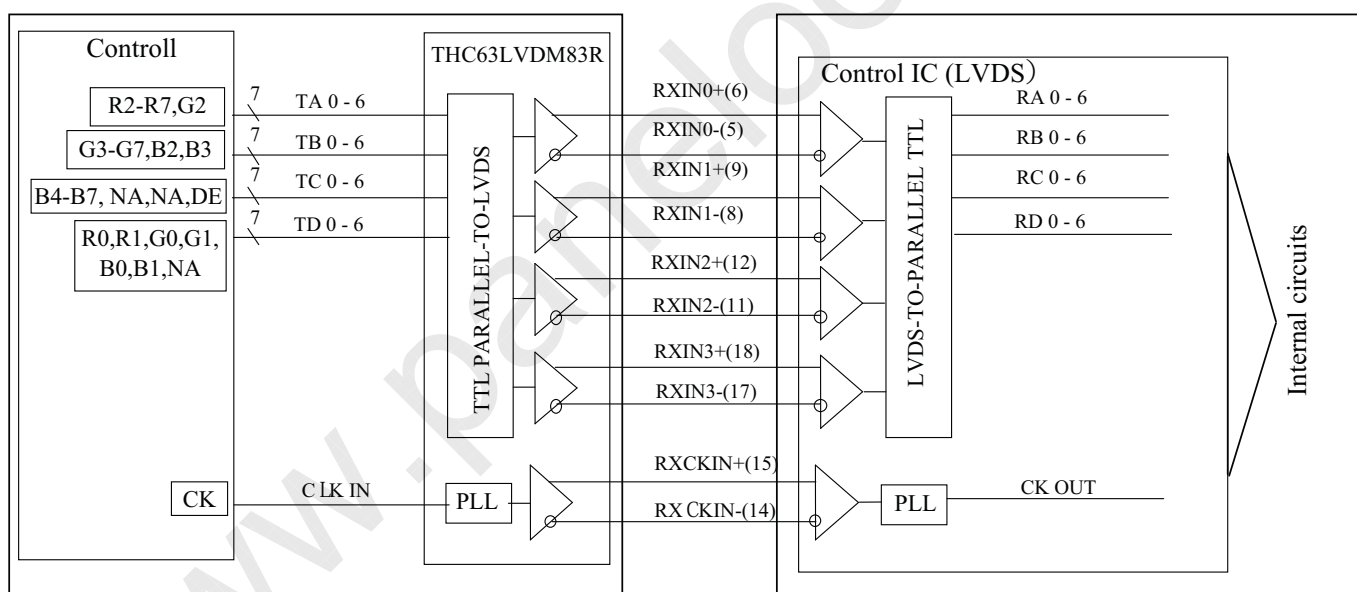 Controll
R2-R7,G2
G3-G7,B2,B3
B4-B7, NA,NA,DE
R0,R1,G0,G1,
B0,B1,NA
CK
7
TA 0 - 6
7
TB 0 - 6
7
TC 0 - 6
7
TD 0 - 6
CLK IN
THC63LVDM83R
TTL PARALLEL-TO-LVDS
PLL
RXIN0+(6)
RXIN0-(5)
RXIN1+(9)
RXIN1-(8)
RXIN2+(12)
RXIN2-(11)
RXIN3+(18)
RXIN3-(17)
RXCKIN+(15)
RXCKIN-(14)
Control IC (LVDS)
LVDS-TO-PARALLEL TTL
PLL
RA 0 - 6
RB 0 - 6
RC 0 - 6
RD 0 - 6
CK OUT
Internal circuits